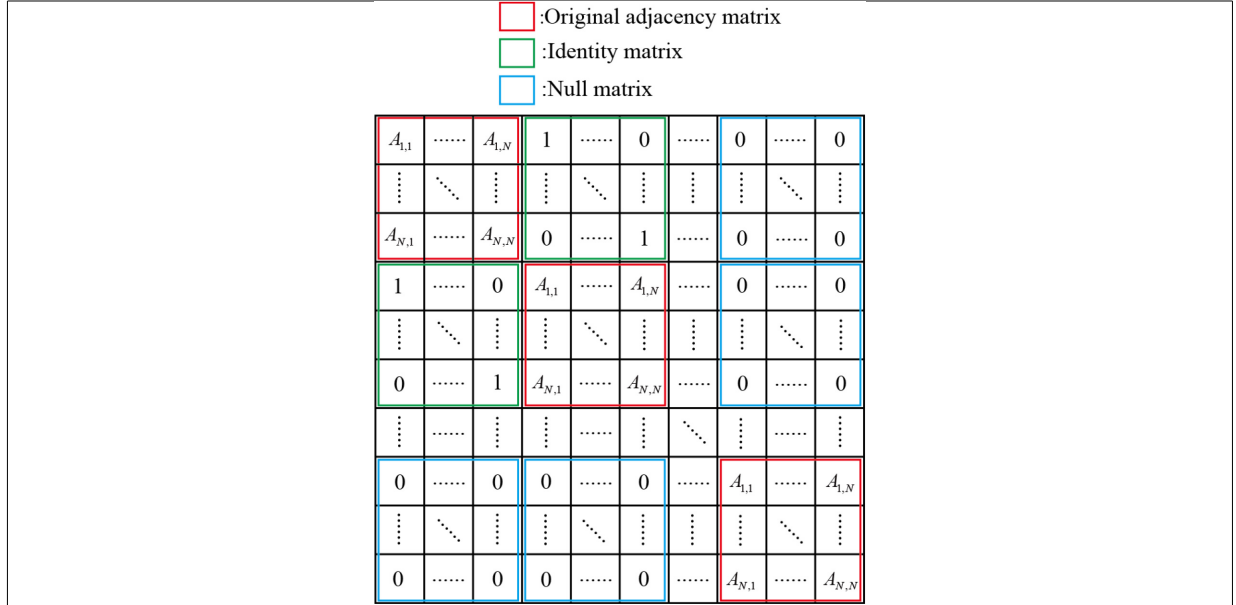 :Original adjacency matrix
:Identity matrix
:Null matrix
A1,1 ...... A1,N 1 ...... 0 ...... 0 ...... 0
⋮ ⋱ ⋮ ⋮ ⋱ ⋮ ⋮ ⋮ ⋱ ⋮
AN,1 ...... AN,N 0 ...... 1 ...... 0 ...... 0
1 ...... 0 A1,1 ...... A1,N ...... 0 ...... 0
⋮ ⋱ ⋮ ⋮ ⋱ ⋮ ⋮ ⋮ ⋱ ⋮
0 ...... 1 AN,1 ...... AN,N ...... 0 ...... 0
⋮ ...... ⋮ ⋮ ...... ⋮ ⋱ ⋮ ...... ⋮
0 ...... 0 0 ...... 0 ...... A1,1 ...... A1,N
⋮ ⋱ ⋮ ⋮ ⋱ ⋮ ⋮ ⋮ ⋱ ⋮
0 ...... 0 0 ...... 0 ...... AN,1 ...... AN,N